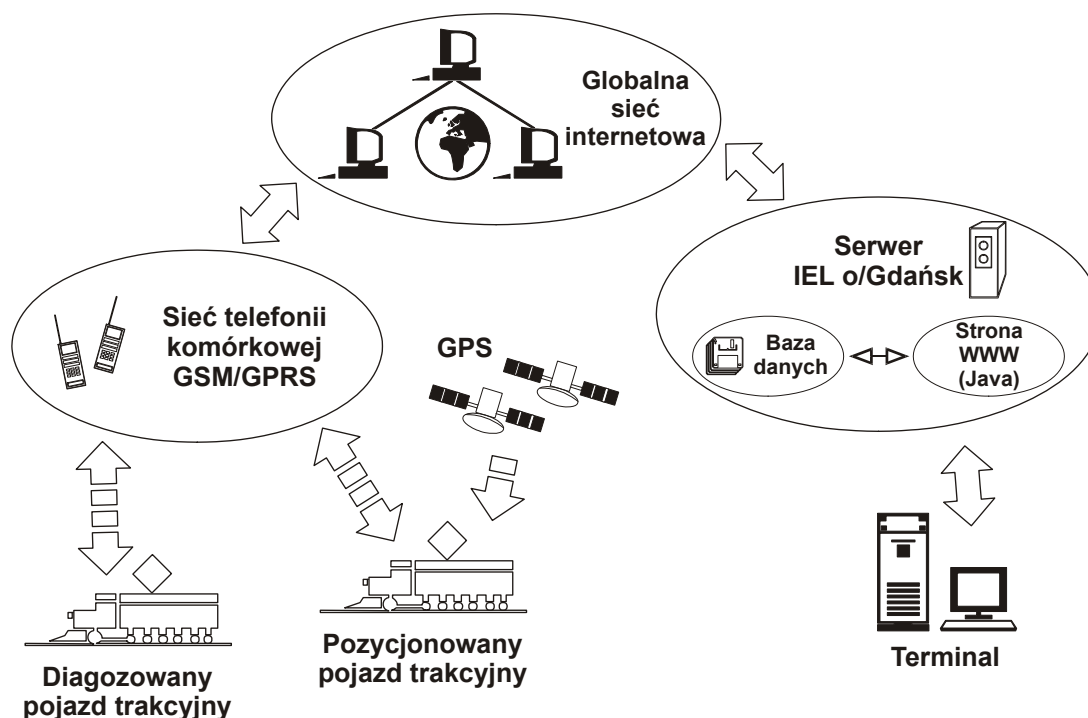 Globalna
sieć
internetowa
Serwer
IEL o/Gdańsk
Sieć telefonii
komórkowej
GSM/GPRS
GPS
Baza
danych
Strona
WWW
(Java)
Pozycjonowany
pojazd trakcyjny
Terminal
Diagozowany
pojazd trakcyjny